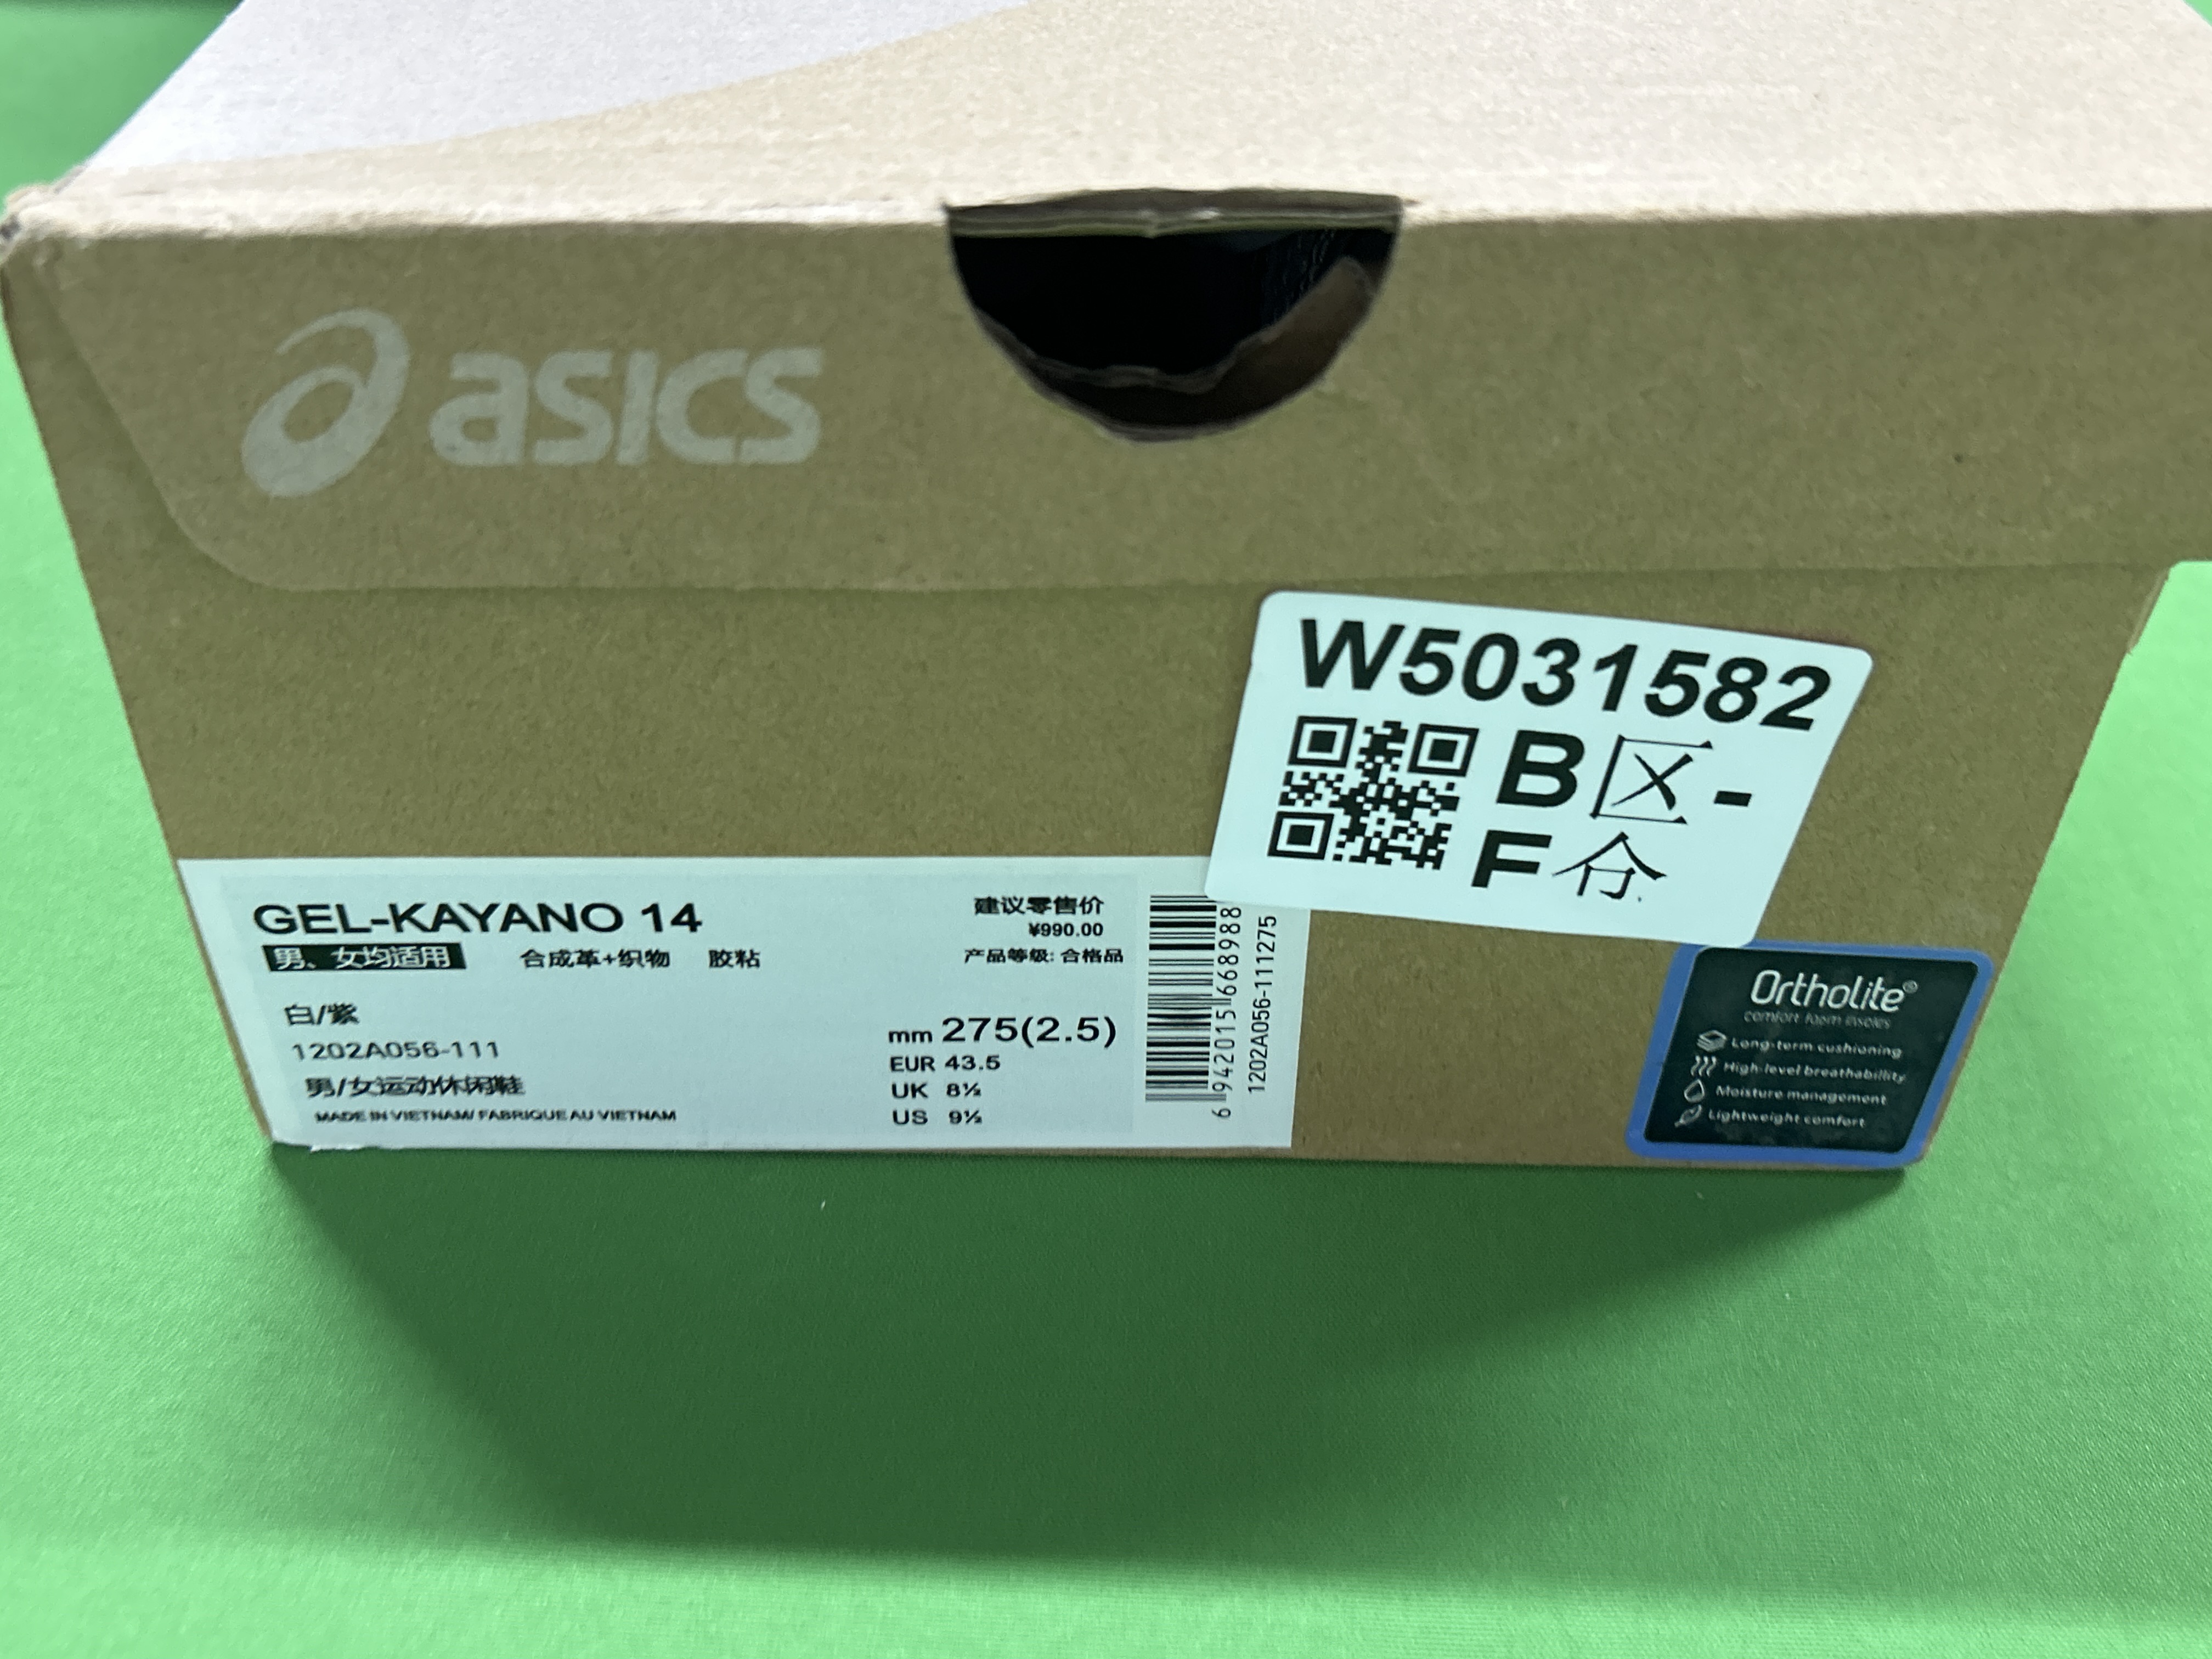 asics
W5031582
B区-
F仓
GEL-KAYANO 14
男、女均适用 合成革+织物 胶粘
建议零售价
¥990.00
产品等级: 合格品
白/紫
1202A056-111
男/女运动休闲鞋
MADE IN VIETNAM/ FABRIQUE AU VIETNAM
mm 275(2.5)
EUR 43.5
UK 8½
US 9½
6 942015 668988
1202A056-111275
Ortholite®
comfort foam insoles
Long-term cushioning
High-level breathability
Moisture management
Lightweight comfort